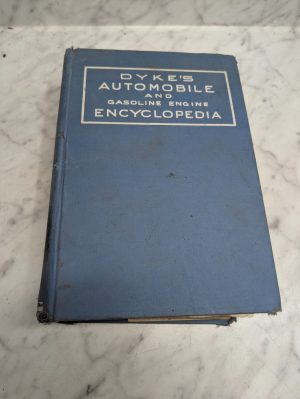 DYKE'S
AUTOMOBILE
AND
GASOLINE ENGINE
ENCYCLOPEDIA